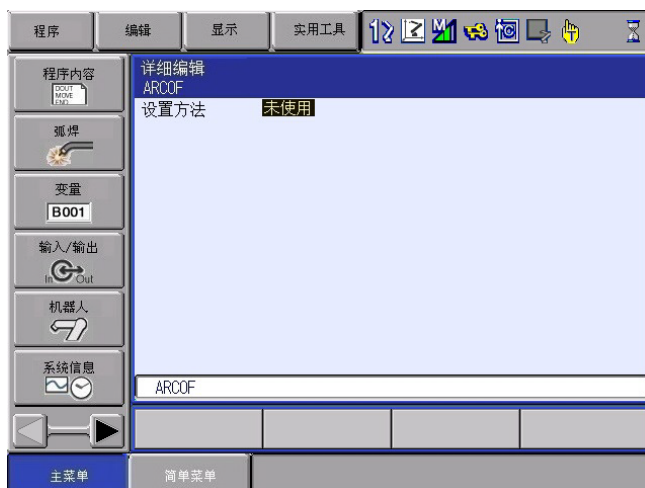 程序
编辑
显示
实用工具
程序内容
DOUT
MOVE
END
弧焊
变量
B001
输入/输出
In Out
机器人
系统信息
详细编辑
ARCOF
设置方法 未使用
ARCOF
主菜单
简单菜单